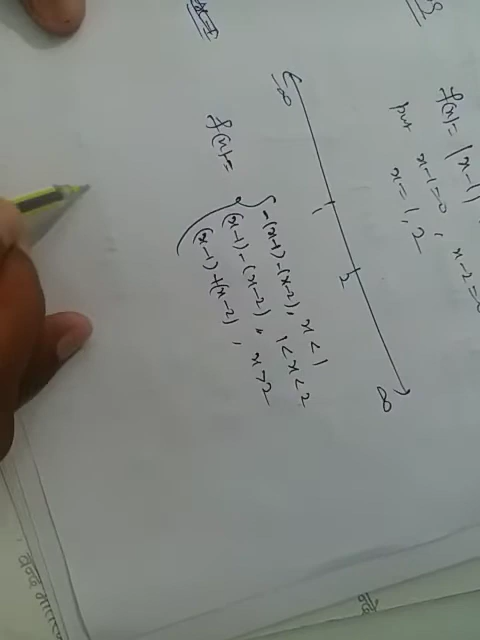 f(x) = |x-1|
put x-1=0, x-2=0
x = 1, 2
-∞ 1 2 ∞
f(x) = { -(x-1) - (x-2), x < 1
(x-1) - (x-2), 1 < x < 2
(x-1) + (x-2), x > 2